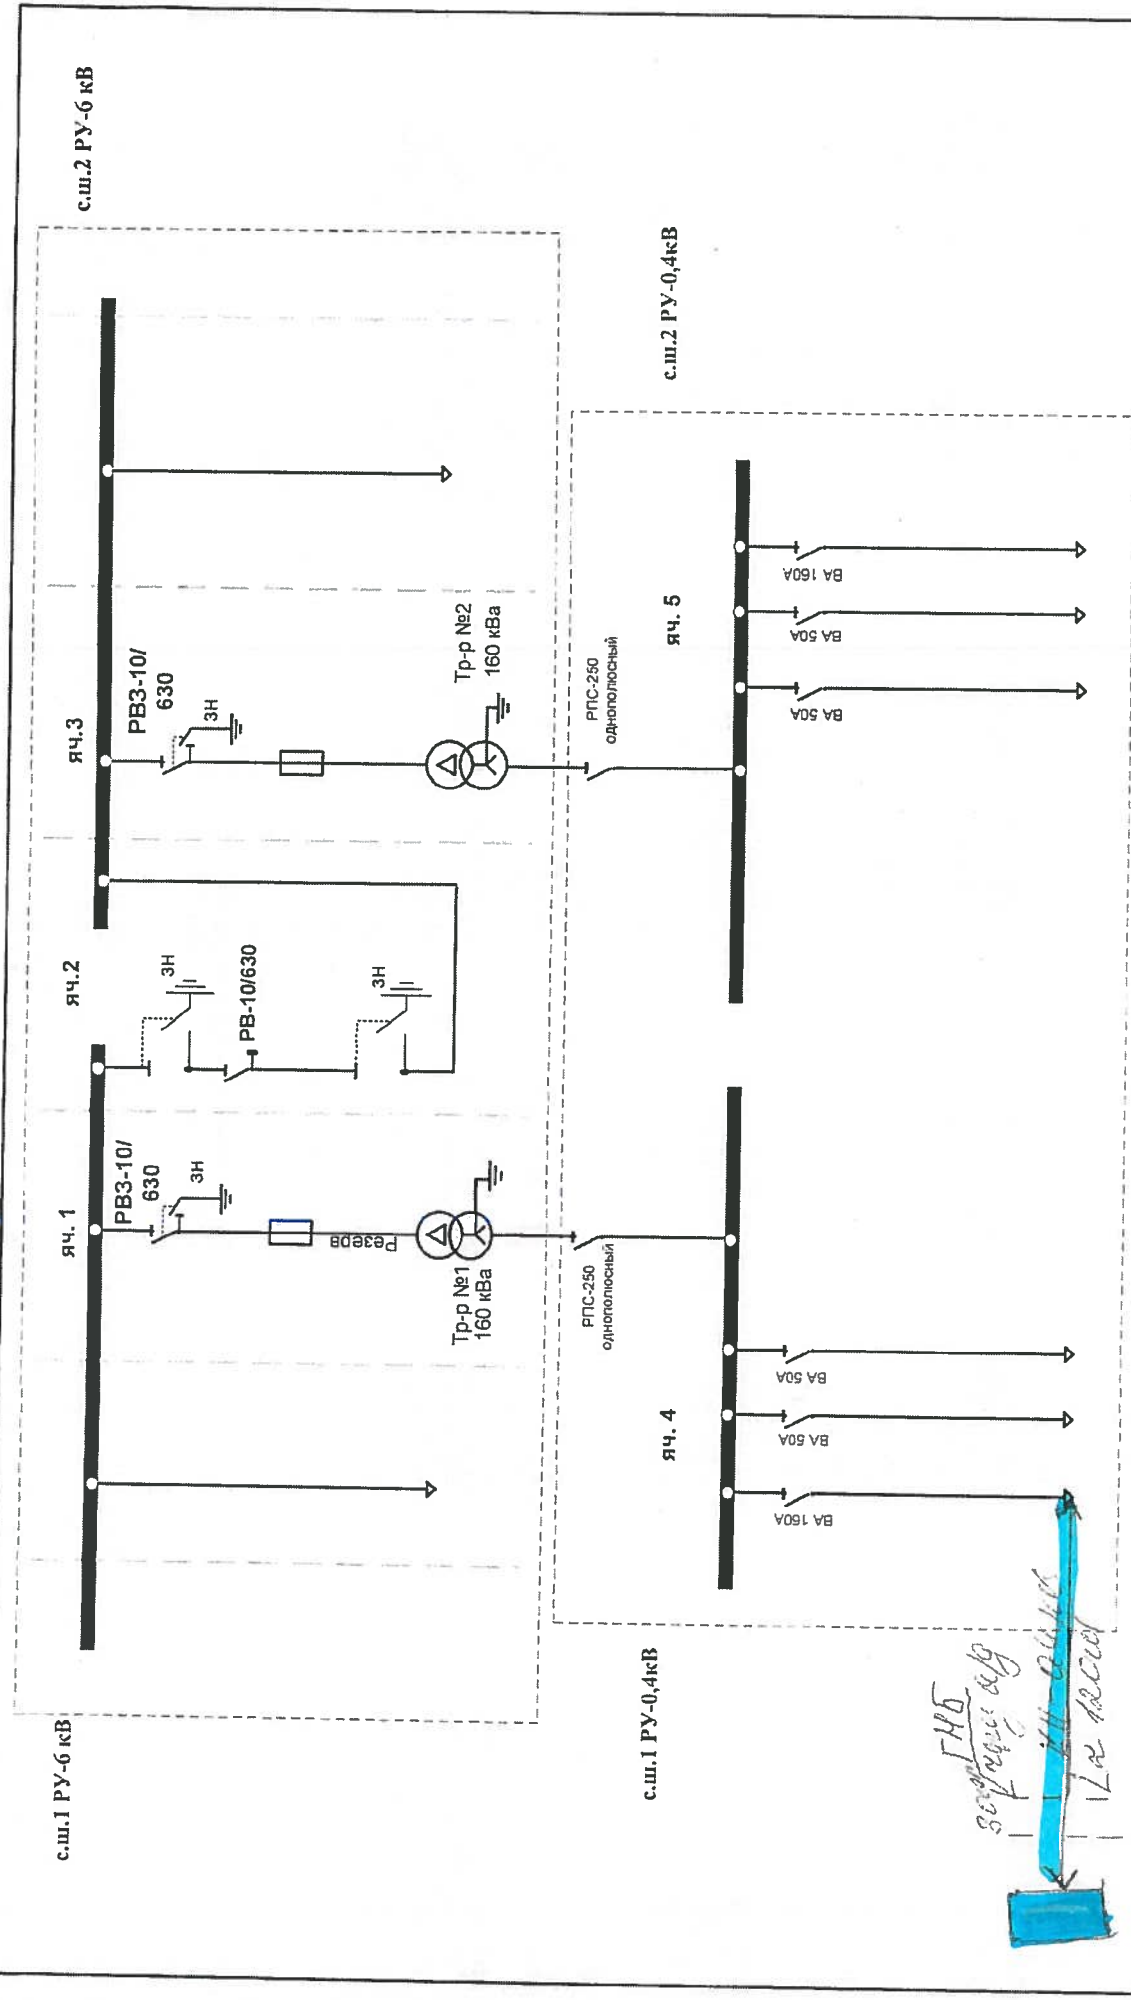 с.ш.1 РУ-6 кВ
с.ш.2 РУ-6 кВ
яч. 1
яч.2
яч.3
РВЗ-10/
630
ЗН
ЗН
РВ-10/630
ЗН
РВЗ-10/
630
ЗН
Резерв
Тр-р №1
160 кВа
Тр-р №2
160 кВа
с.ш.1 РУ-0,4кВ
с.ш.2 РУ-0,4кВ
РПС-250
однополюсный
РПС-250
однополюсный
яч. 4
яч. 5
ВА 160А
ВА 50А
ВА 50А
ВА 50А
ВА 50А
ВА 160А
ГНБ